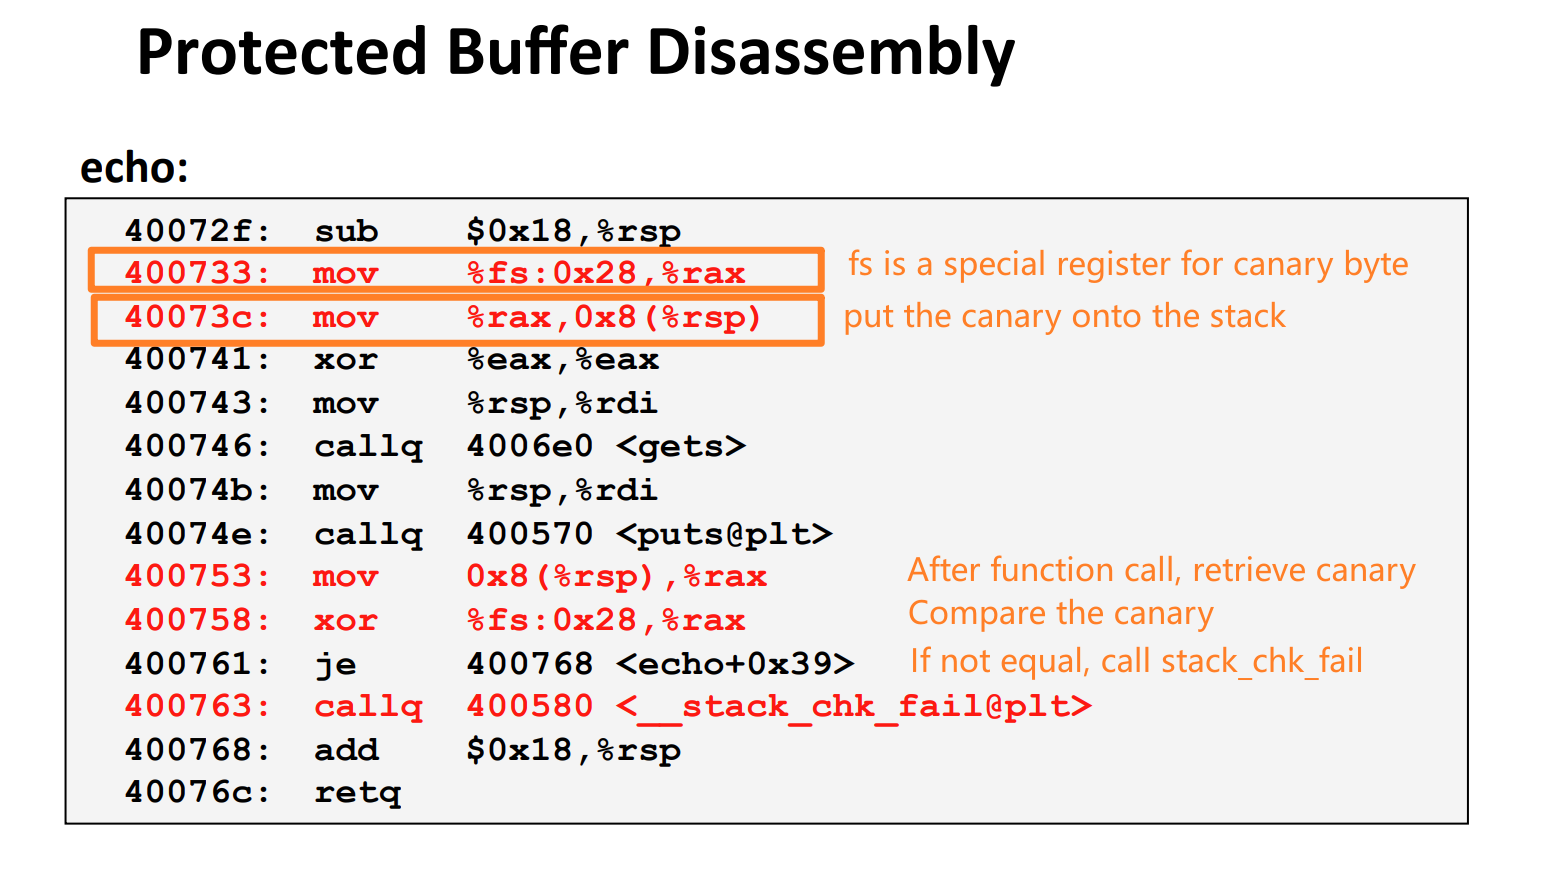 Protected Buffer Disassembly
echo:
40072f: sub $0x18,%rsp
400733: mov %fs:0x28,%rax
fs is a special register for canary byte
40073c: mov %rax,0x8(%rsp)
put the canary onto the stack
400741: xor %eax,%eax
400743: mov %rsp,%rdi
400746: callq 4006e0 <gets>
40074b: mov %rsp,%rdi
40074e: callq 400570 <puts@plt>
400753: mov 0x8(%rsp),%rax
After function call, retrieve canary
400758: xor %fs:0x28,%rax
Compare the canary
400761: je 400768 <echo+0x39>
If not equal, call stack_chk_fail
400763: callq 400580 <__stack_chk_fail@plt>
400768: add $0x18,%rsp
40076c: retq